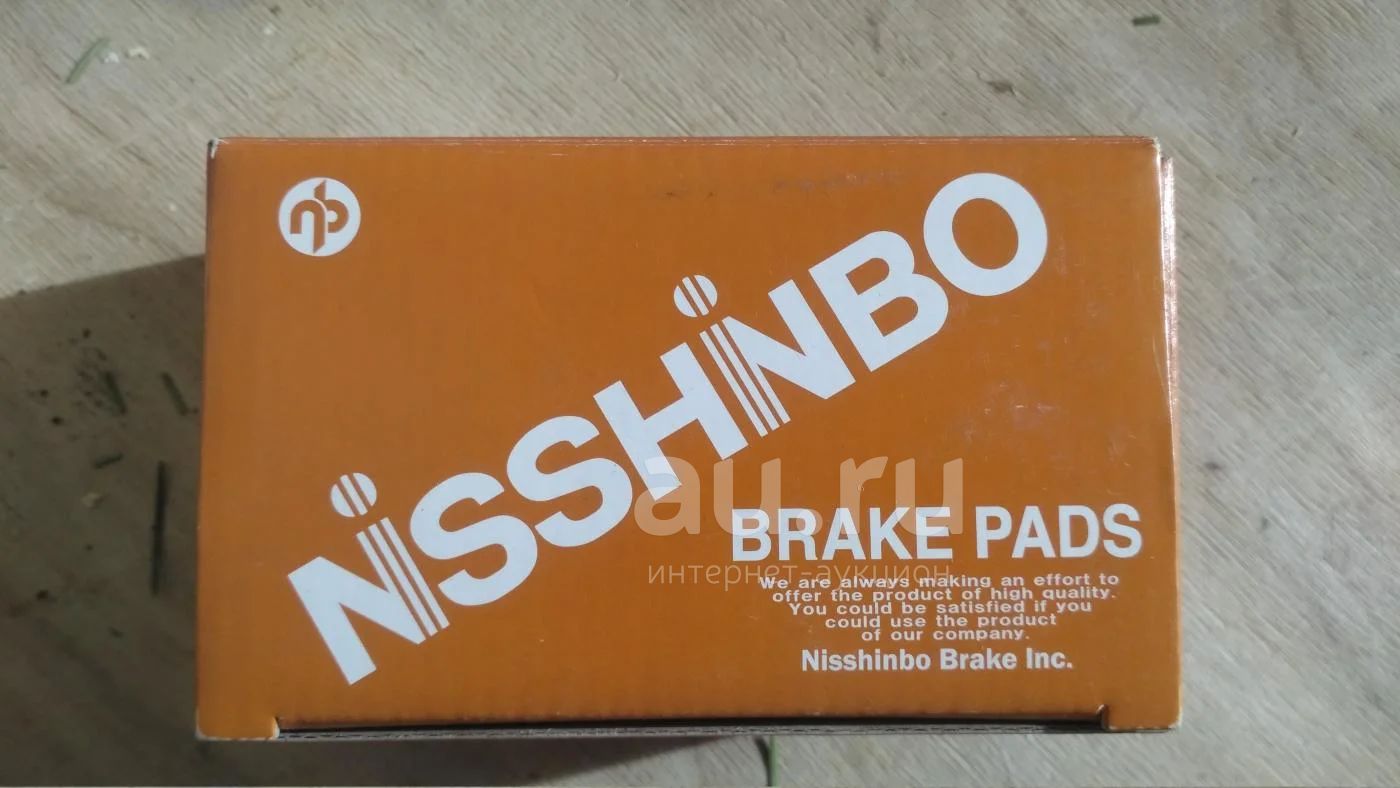 nb
NiSSHiNBO
au.ru
BRAKE PADS
интернет-аукцион
We are always making an effort to
offer the product of high quality.
You could be satisfied if you
could use the product
of our company.
Nisshinbo Brake Inc.